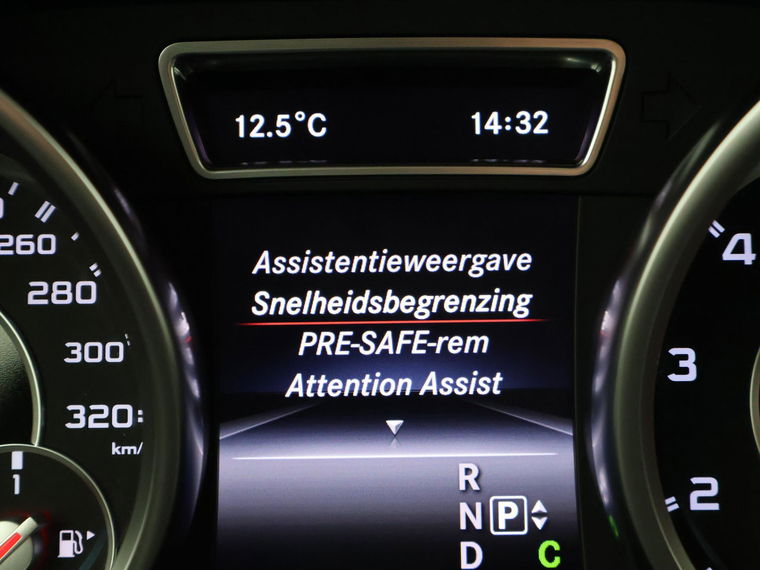 12.5°C 14:32
Assistentieweergave
Snelheidsbegrenzing
PRE-SAFE-rem
Attention Assist
260
280
300
320
km/
1
R
N P
D C
4
3
2